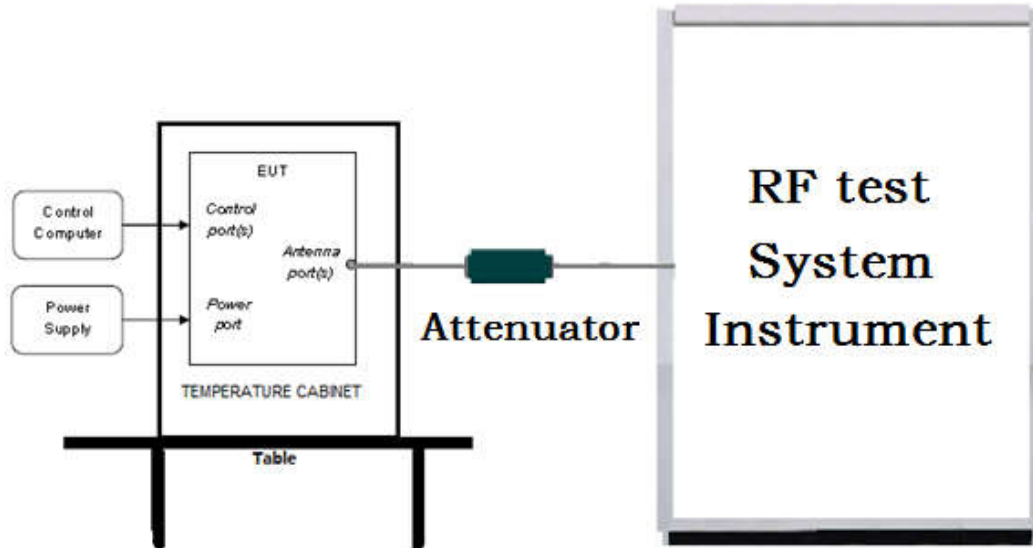 Control
Computer
Power
Supply
EUT
Control
port(s)
Antenna
port(s)
Power
port
TEMPERATURE CABINET
Table
Attenuator
RF test
System
Instrument